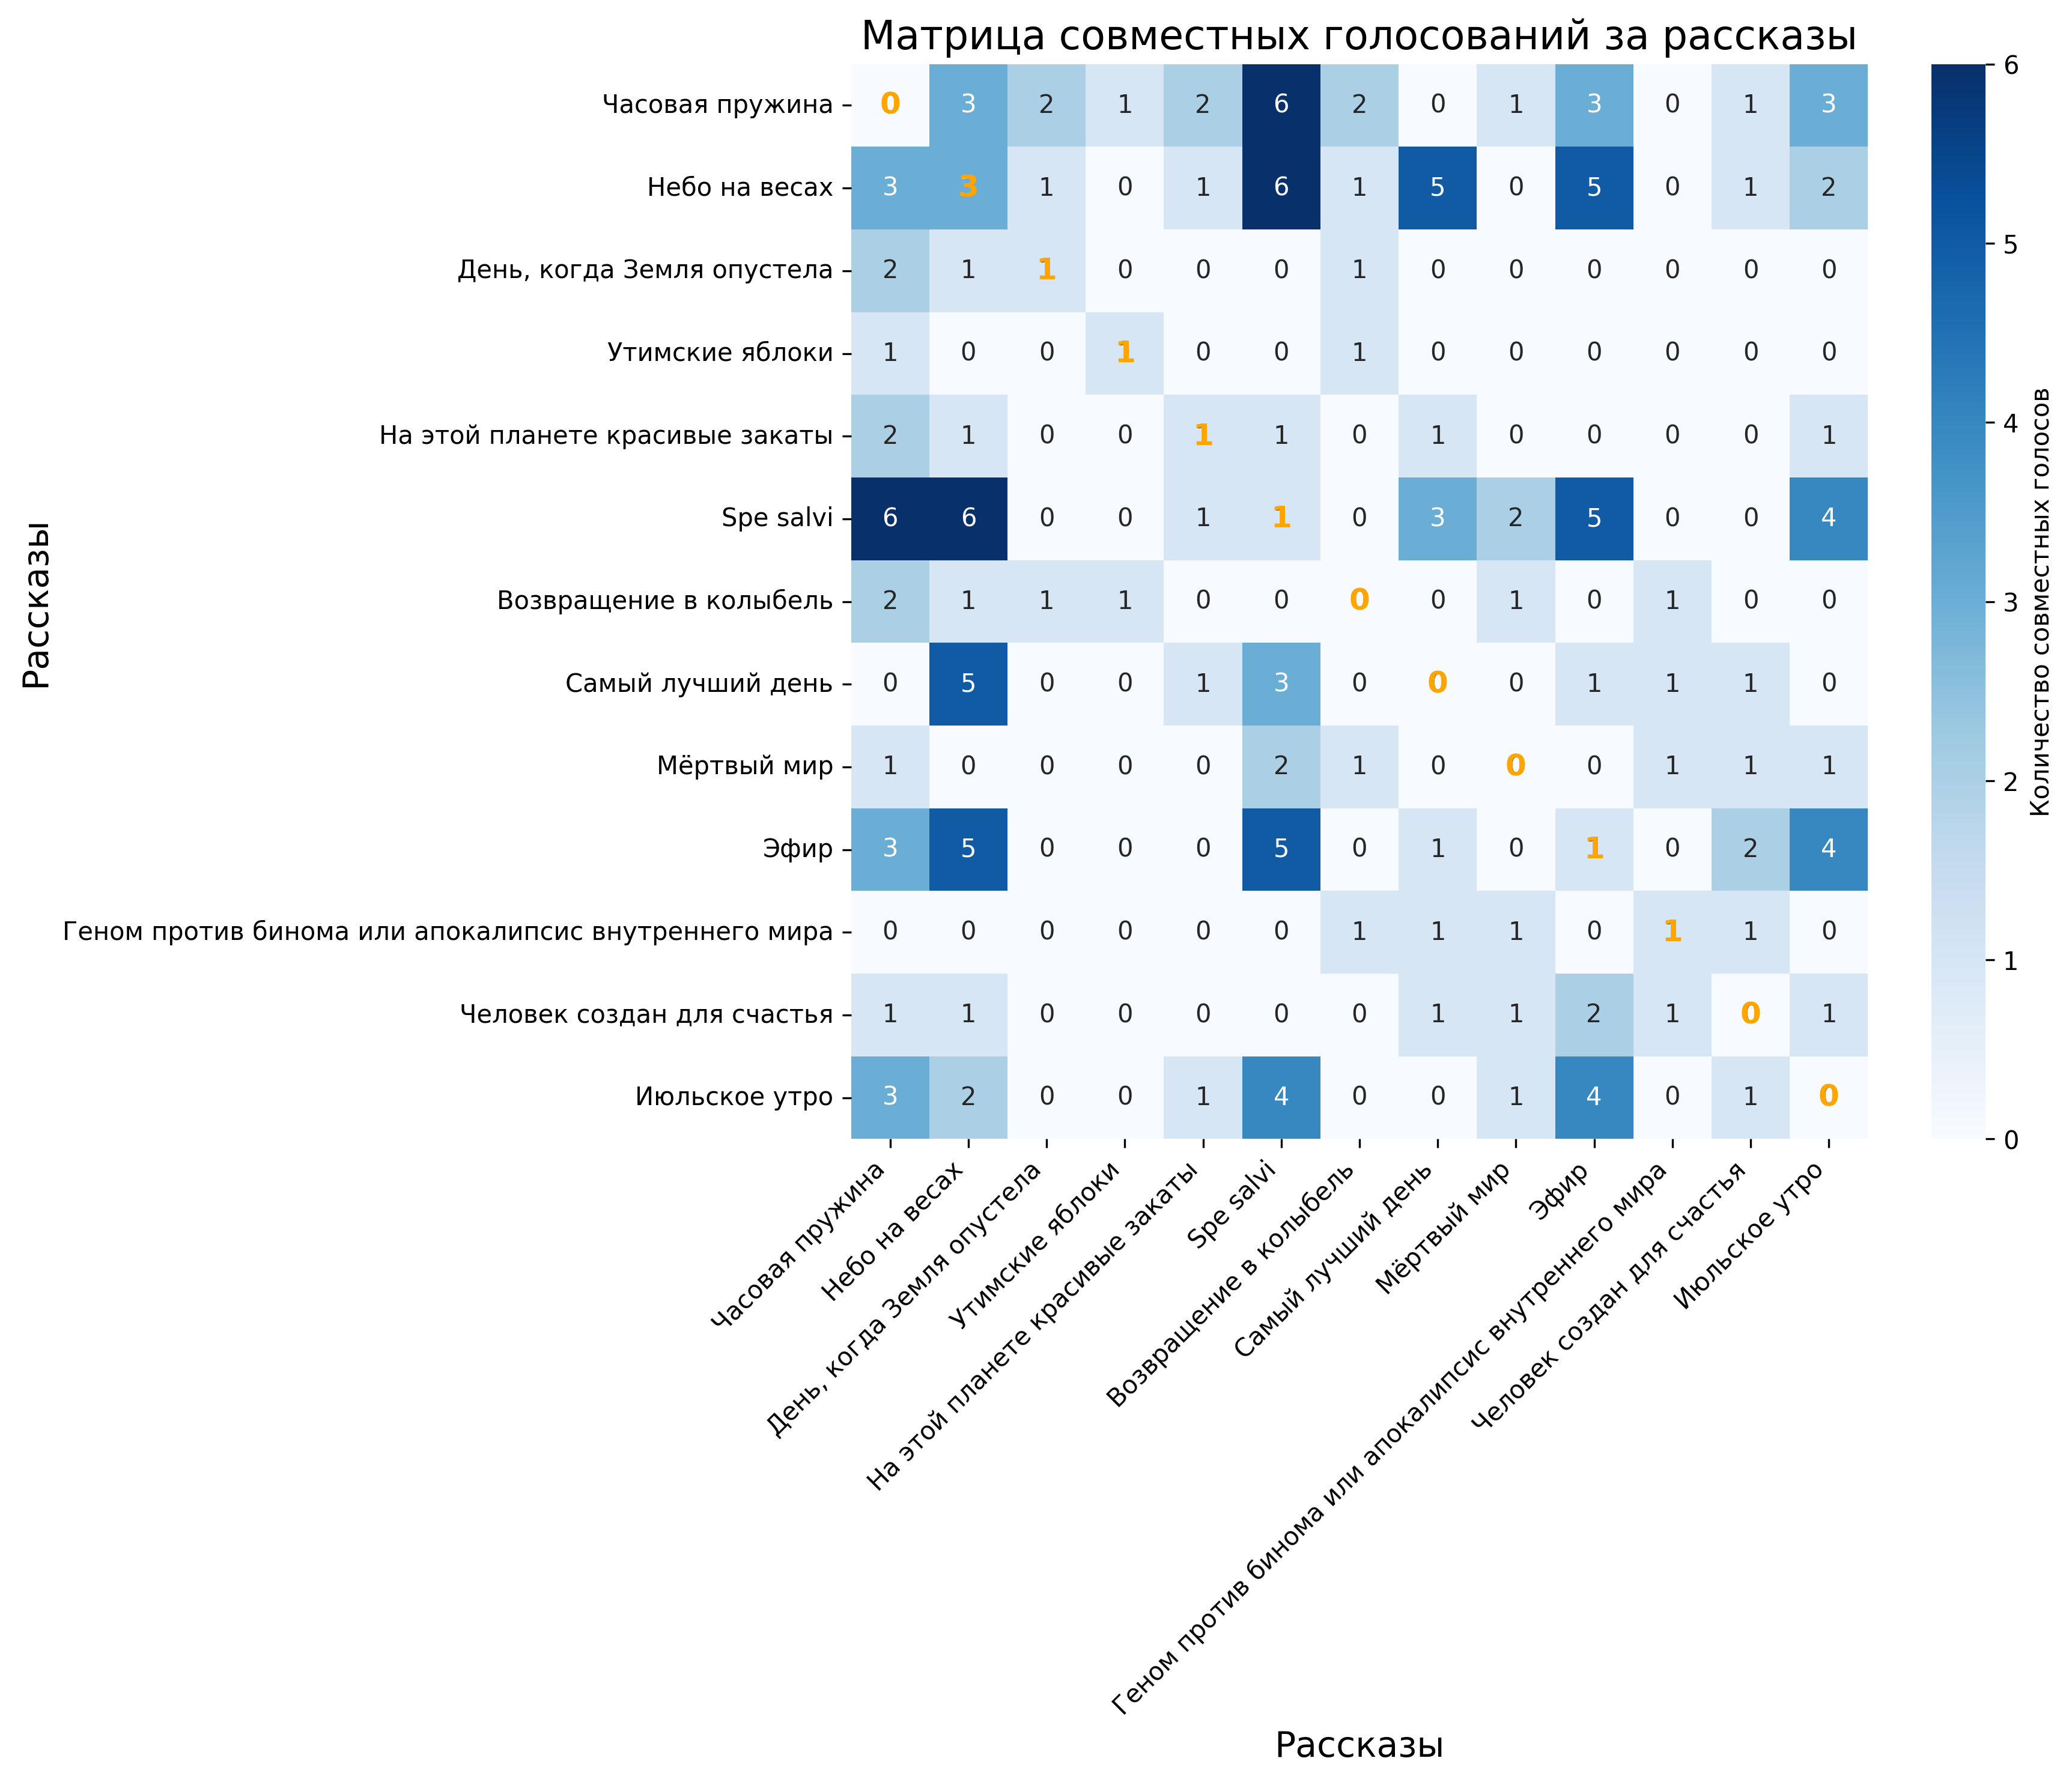 Матрица совместных голосований за рассказы
Рассказы
Часовая пружина 0 3 2 1 2 6 2 0 1 3 0 1 3
Небо на весах 3 3 1 0 1 6 1 5 0 5 0 1 2
День, когда Земля опустела 2 1 1 0 0 0 1 0 0 0 0 0 0
Утимские яблоки 1 0 0 1 0 0 1 0 0 0 0 0 0
На этой планете красивые закаты 2 1 0 0 1 1 0 1 0 0 0 0 1
Spe salvi 6 6 0 0 1 1 0 3 2 5 0 0 4
Возвращение в колыбель 2 1 1 1 0 0 0 0 1 0 1 0 0
Самый лучший день 0 5 0 0 1 3 0 0 0 1 1 1 0
Мёртвый мир 1 0 0 0 0 2 1 0 0 0 1 1 1
Эфир 3 5 0 0 0 5 0 1 0 1 0 2 4
Геном против бинома или апокалипсис внутреннего мира 0 0 0 0 0 0 1 1 1 0 1 1 0
Человек создан для счастья 1 1 0 0 0 0 0 1 1 2 1 0 1
Июльское утро 3 2 0 0 1 4 0 0 1 4 0 1 0
Часовая пружина
Небо на весах
День, когда Земля опустела
Утимские яблоки
На этой планете красивые закаты
Spe salvi
Возвращение в колыбель
Самый лучший день
Мёртвый мир
Эфир
Геном против бинома или апокалипсис внутреннего мира
Человек создан для счастья
Июльское утро
Рассказы
6
5
4
3
2
1
0
Количество совместных голосов